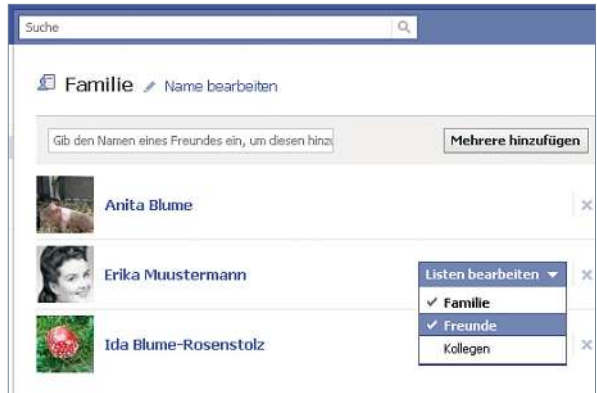 Suche
Familie Name bearbeiten
Gib den Namen eines Freundes ein, um diesen hinzu
Mehrere hinzufügen
Anita Blume
Erika Muustermann
Listen bearbeiten
Familie
Freunde
Kollegen
Ida Blume-Rosenstolz